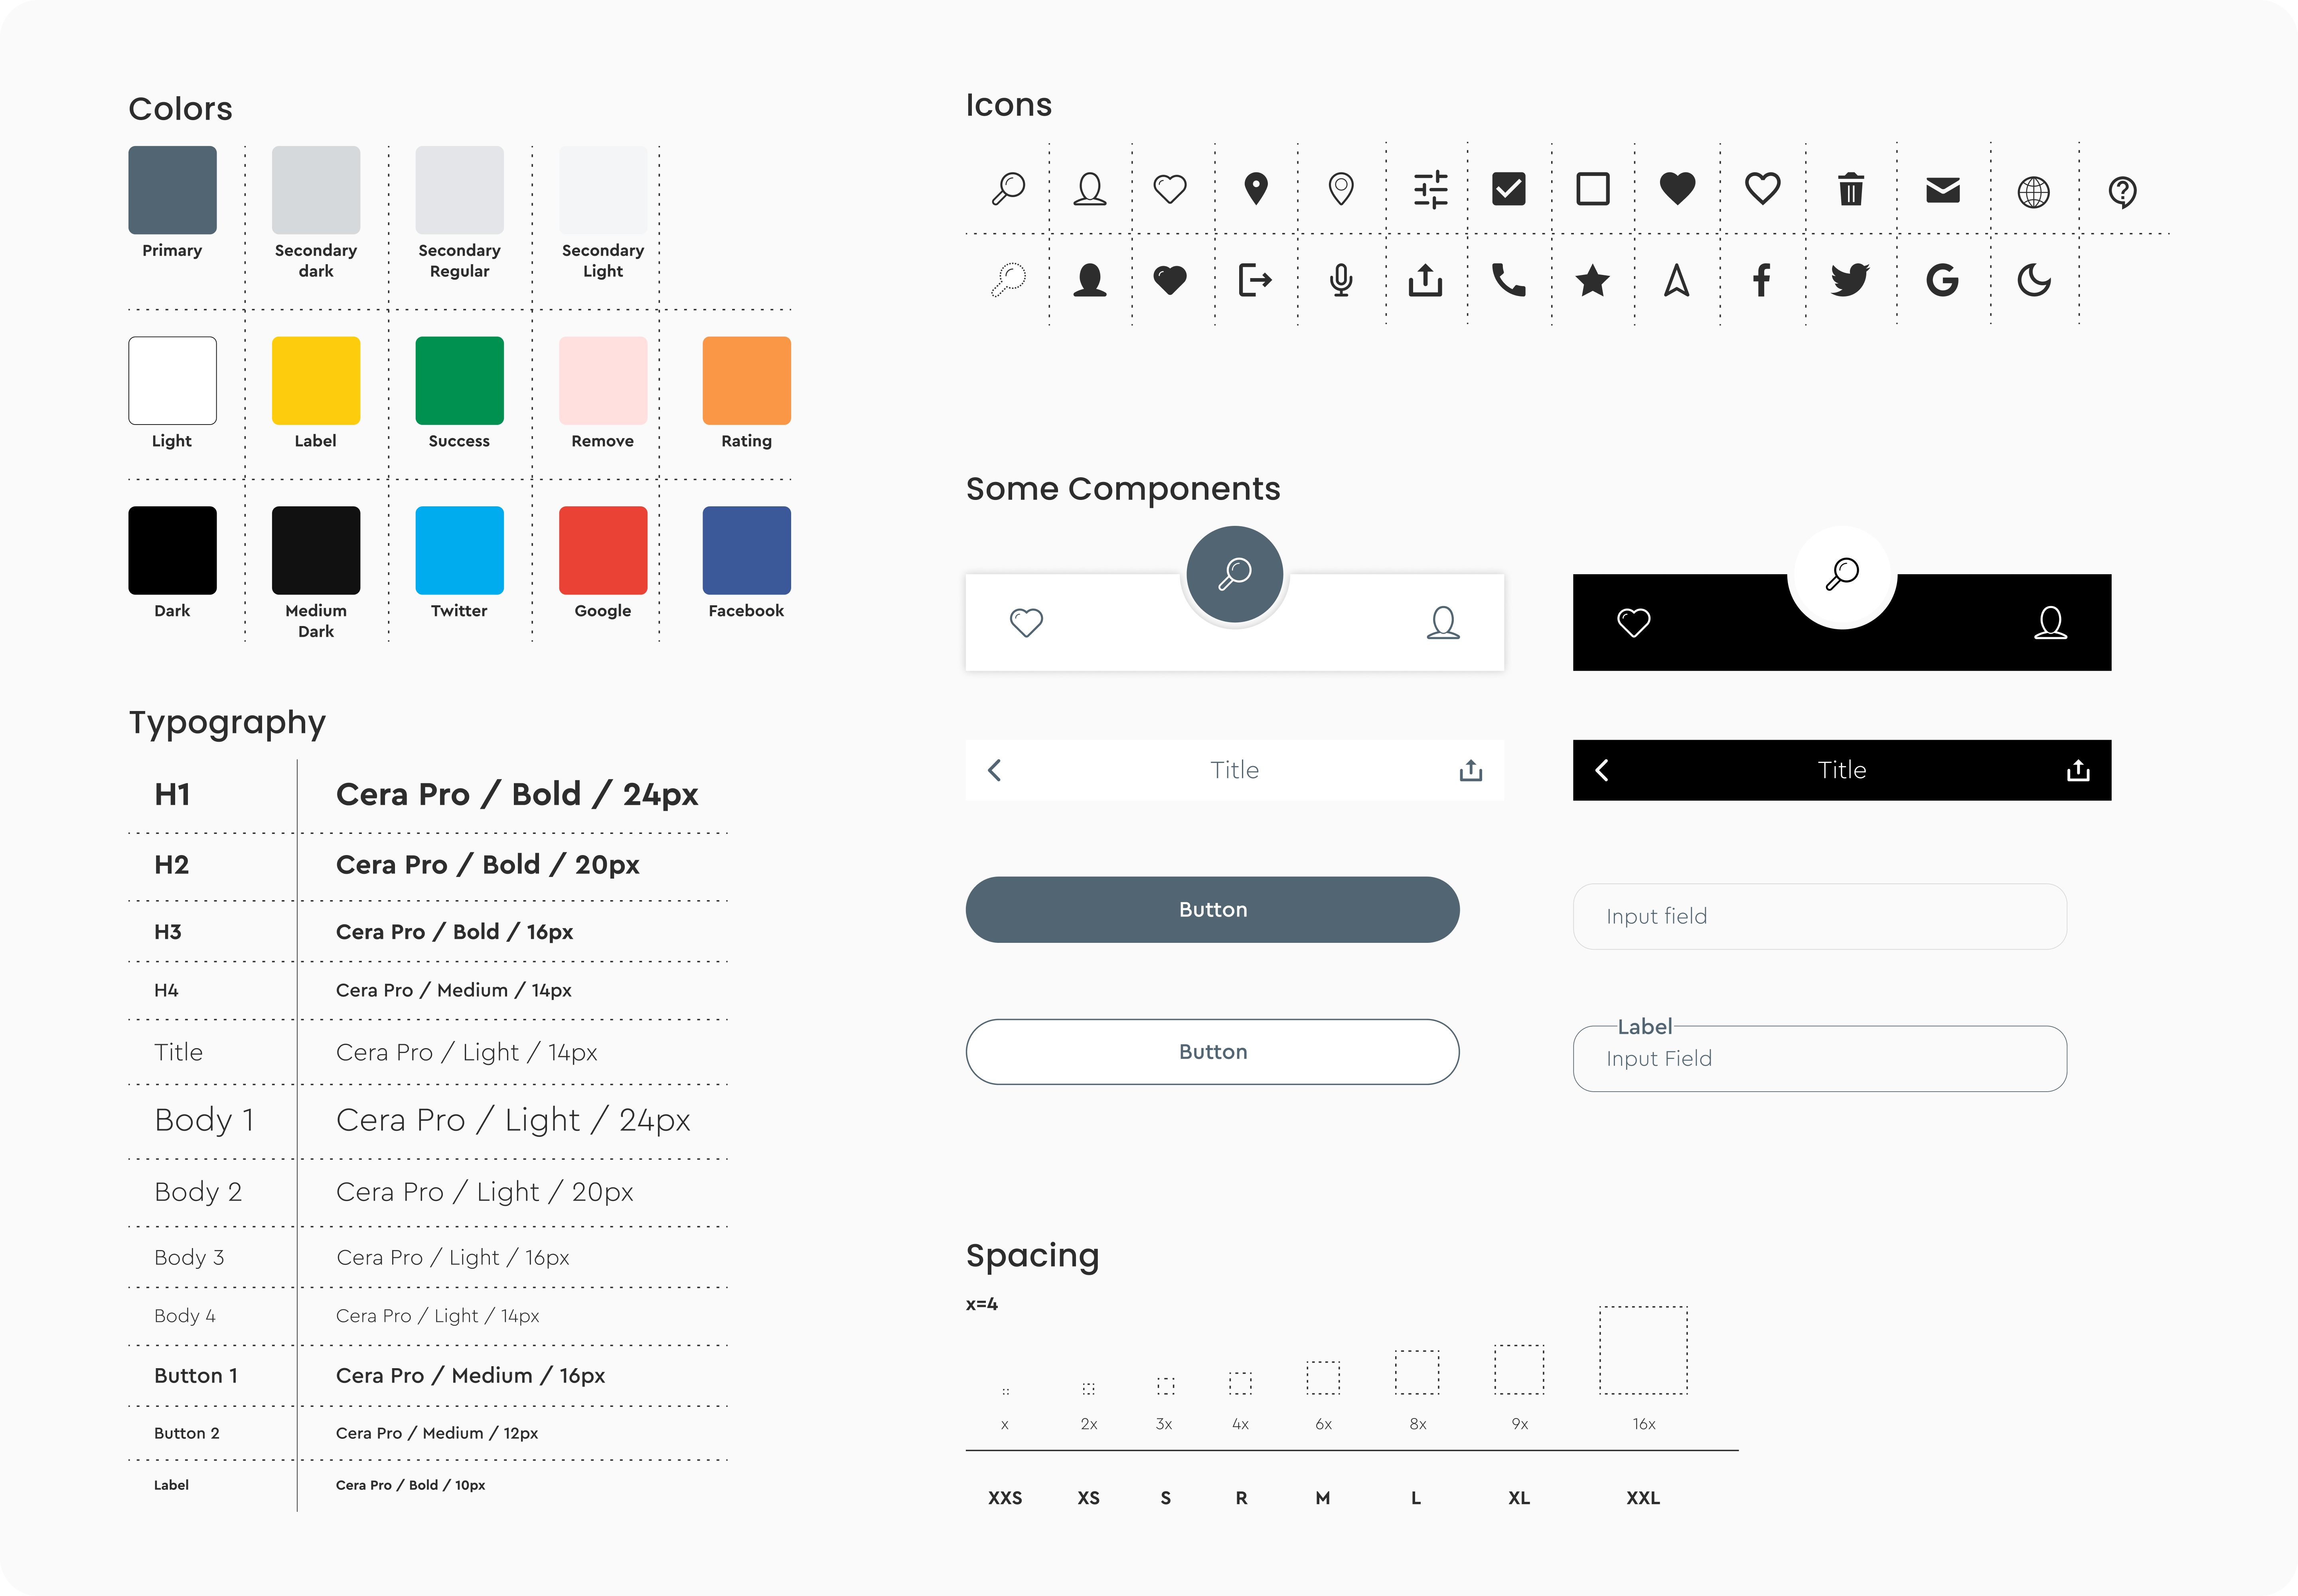 Colors
Primary
Secondary
dark
Secondary
Regular
Secondary
Light
Light
Label
Success
Remove
Rating
Dark
Medium
Dark
Twitter
Google
Facebook
Typography
H1 Cera Pro / Bold / 24px
H2 Cera Pro / Bold / 20px
H3 Cera Pro / Bold / 16px
H4 Cera Pro / Medium / 14px
Title Cera Pro / Light / 14px
Body 1 Cera Pro / Light / 24px
Body 2 Cera Pro / Light / 20px
Body 3 Cera Pro / Light / 16px
Body 4 Cera Pro / Light / 14px
Button 1 Cera Pro / Medium / 16px
Button 2 Cera Pro / Medium / 12px
Label Cera Pro / Bold / 10px
Icons
Some Components
Title
Title
Button
Input field
Button
Label
Input Field
Spacing
x=4
x 2x 3x 4x 6x 8x 9x 16x
XXS XS S R M L XL XXL